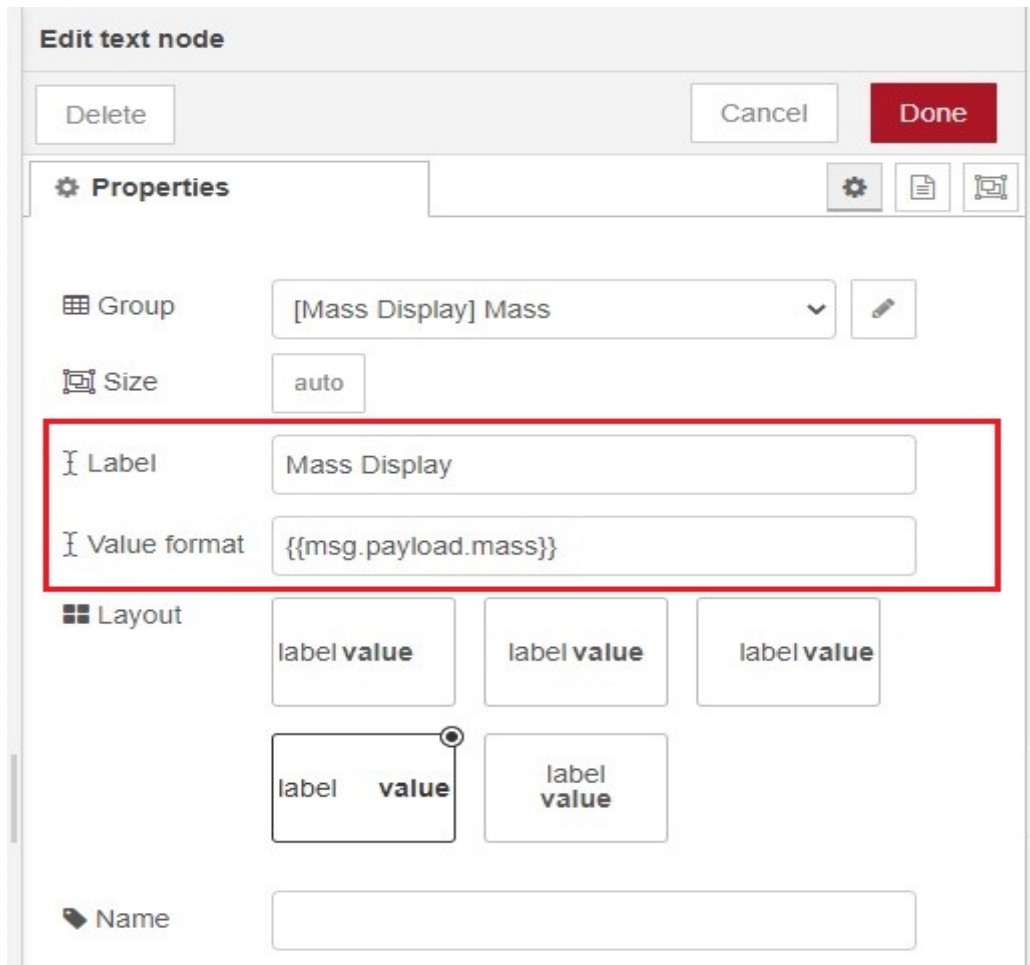 Edit text node
Delete Cancel Done
Properties
Group [Mass Display] Mass
Size auto
Label Mass Display
Value format {{msg.payload.mass}}
Layout label value label value label value
label value label
value
Name